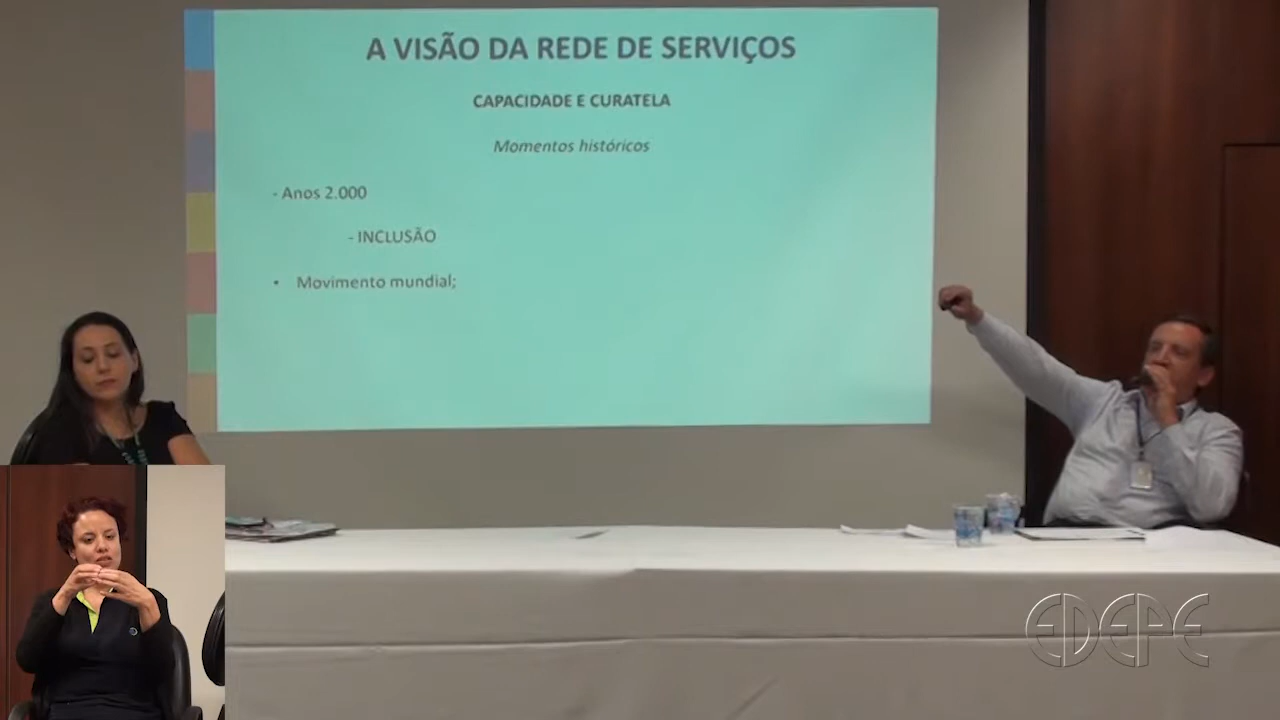 A VISÃO DA REDE DE SERVIÇOS
CAPACIDADE E CURATELA
Momentos históricos
- Anos 2.000
- INCLUSÃO
• Movimento mundial;
EDEPE